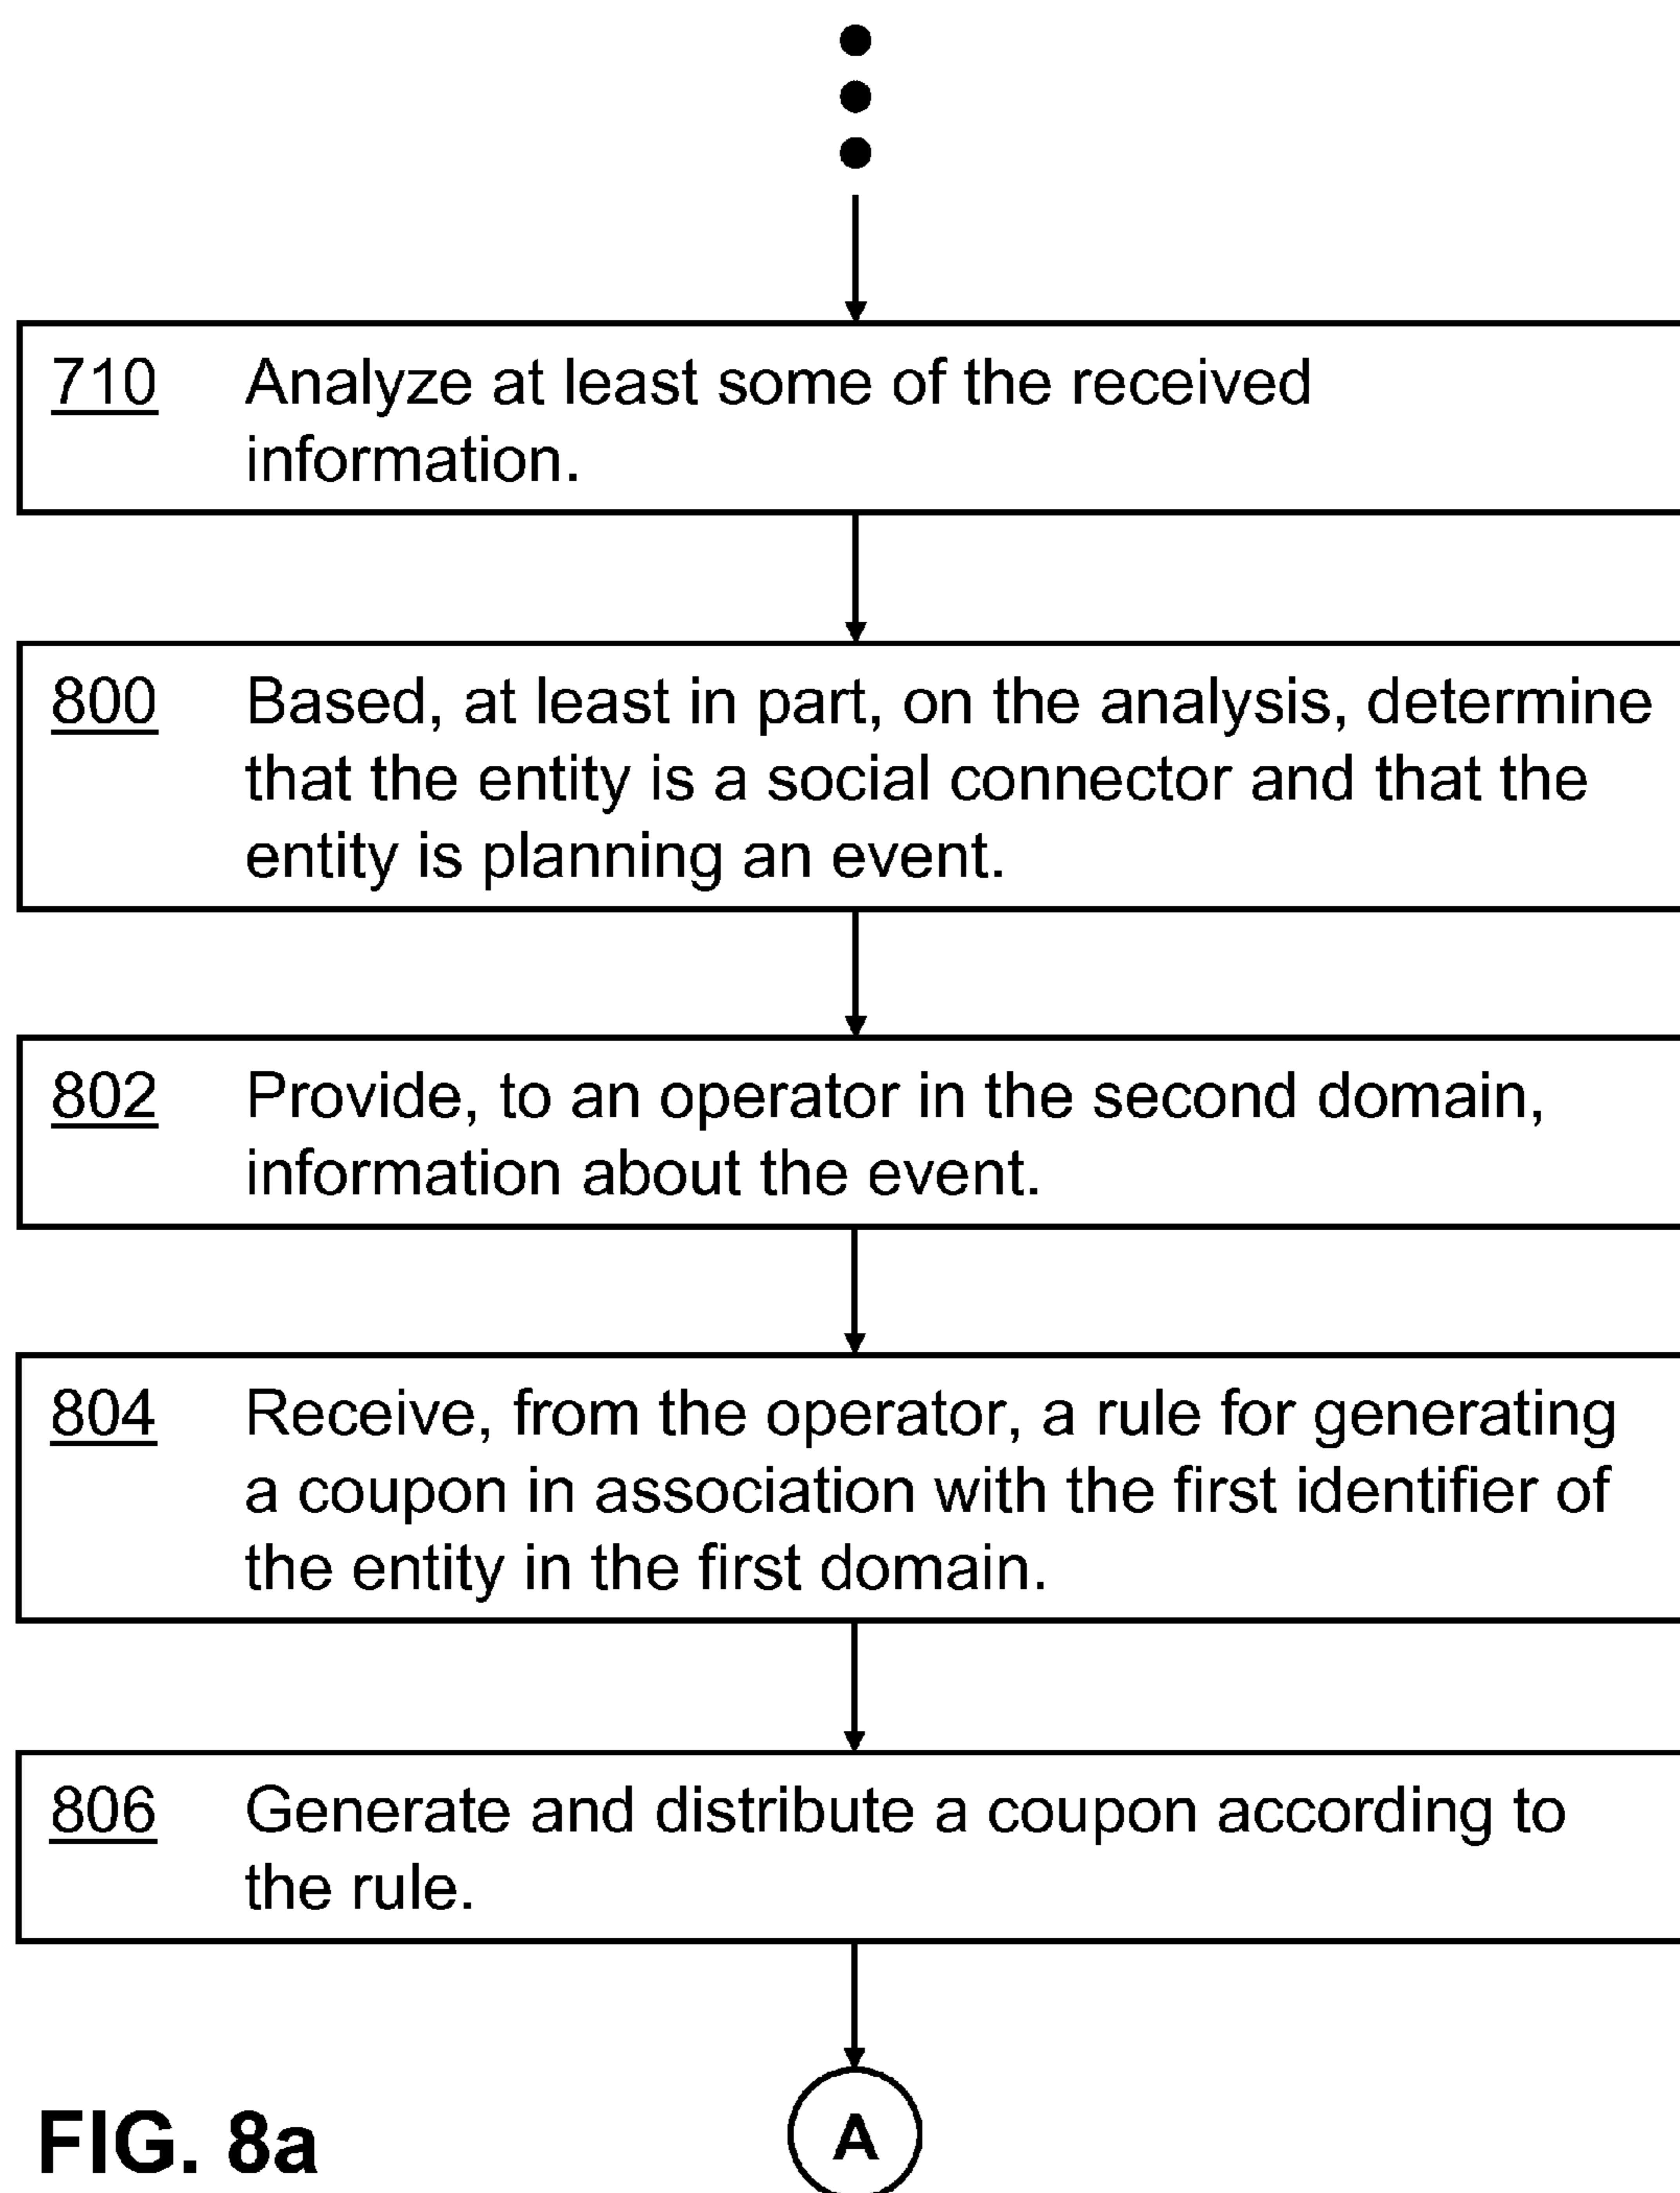 710 Analyze at least some of the received
information.
800 Based, at least in part, on the analysis, determine
that the entity is a social connector and that the
entity is planning an event.
802 Provide, to an operator in the second domain,
information about the event.
804 Receive, from the operator, a rule for generating
a coupon in association with the first identifier of
the entity in the first domain.
806 Generate and distribute a coupon according to
the rule.
A
FIG. 8a